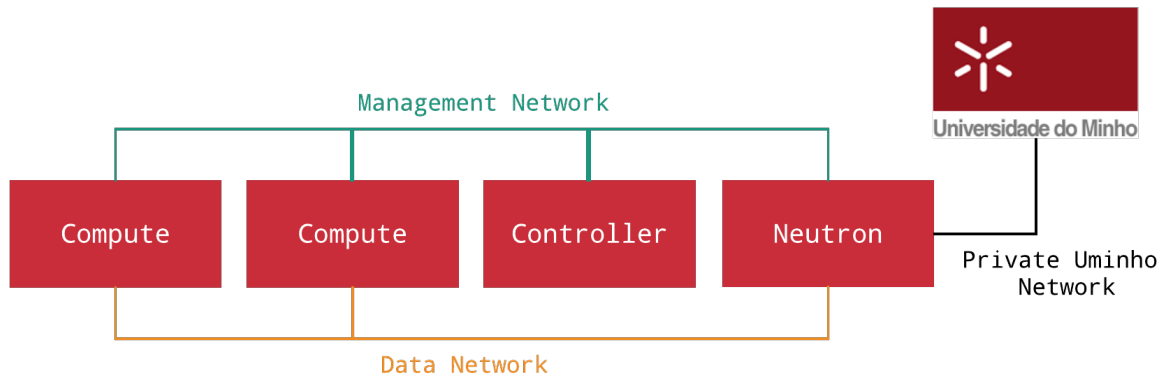 Management Network
Universidade do Minho
Compute
Compute
Controller
Neutron
Private Uminho
Network
Data Network